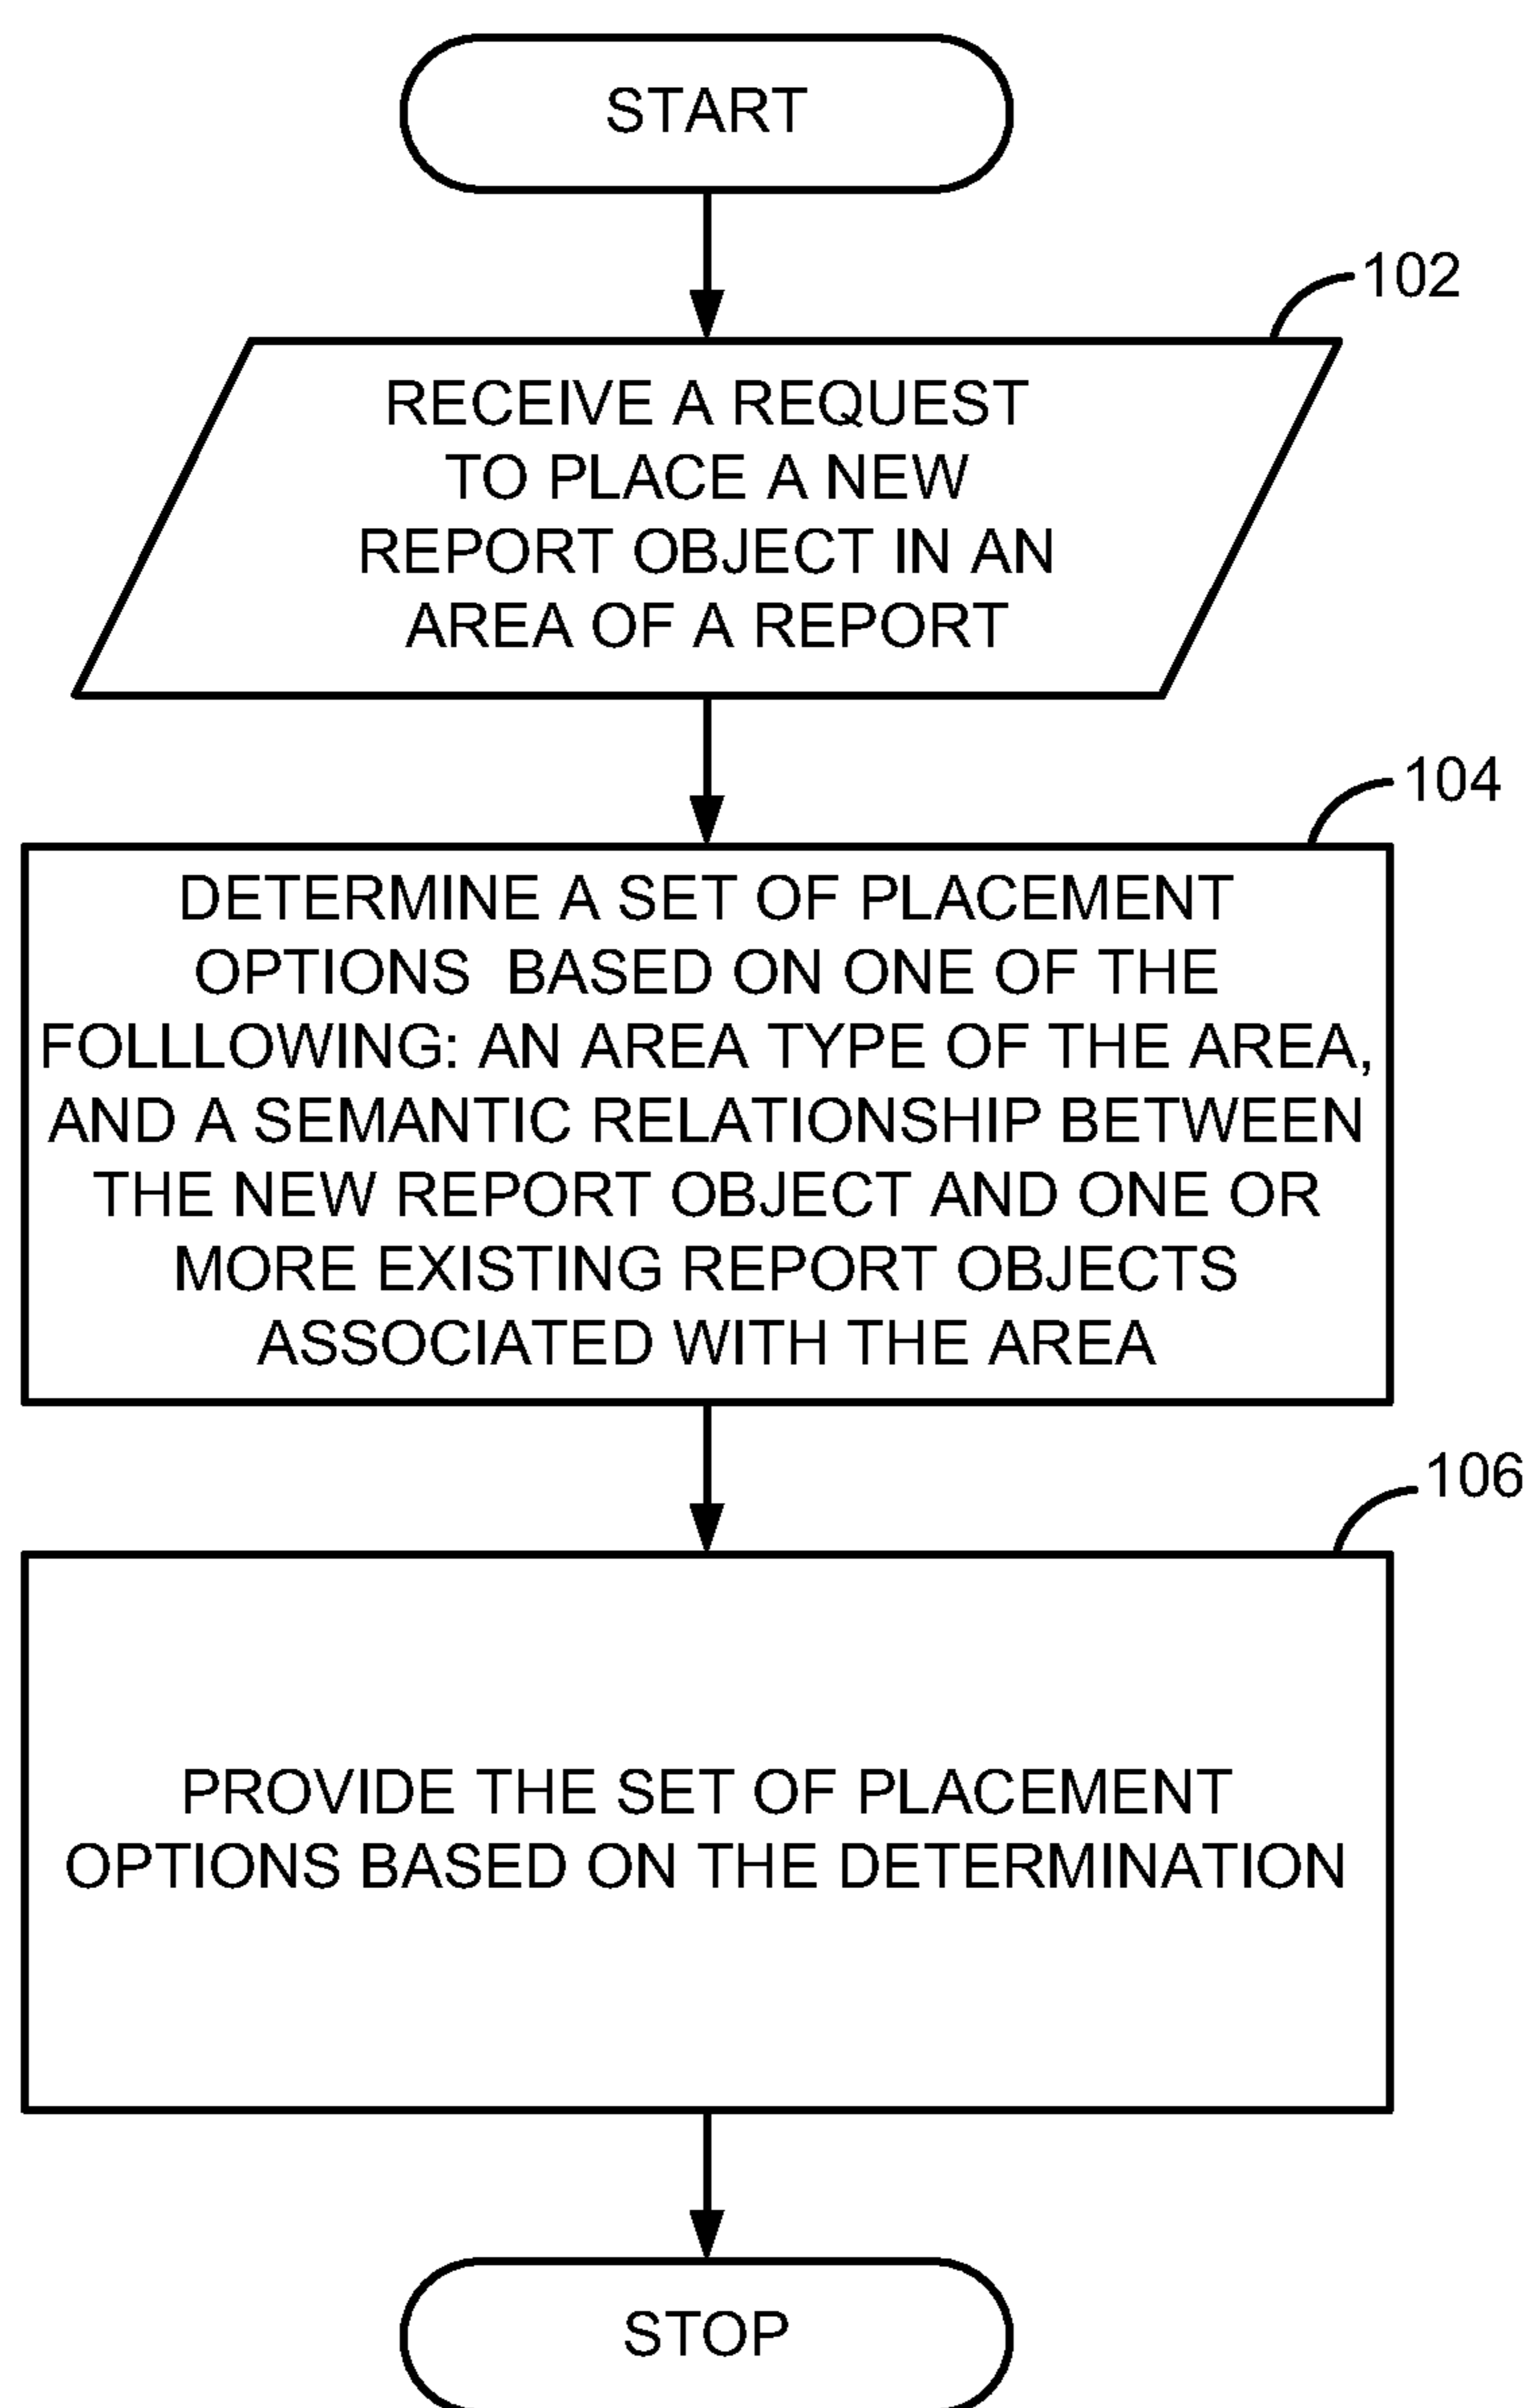 START
102
RECEIVE A REQUEST
TO PLACE A NEW
REPORT OBJECT IN AN
AREA OF A REPORT
104
DETERMINE A SET OF PLACEMENT
OPTIONS BASED ON ONE OF THE
FOLLLOWING: AN AREA TYPE OF THE AREA,
AND A SEMANTIC RELATIONSHIP BETWEEN
THE NEW REPORT OBJECT AND ONE OR
MORE EXISTING REPORT OBJECTS
ASSOCIATED WITH THE AREA
106
PROVIDE THE SET OF PLACEMENT
OPTIONS BASED ON THE DETERMINATION
STOP